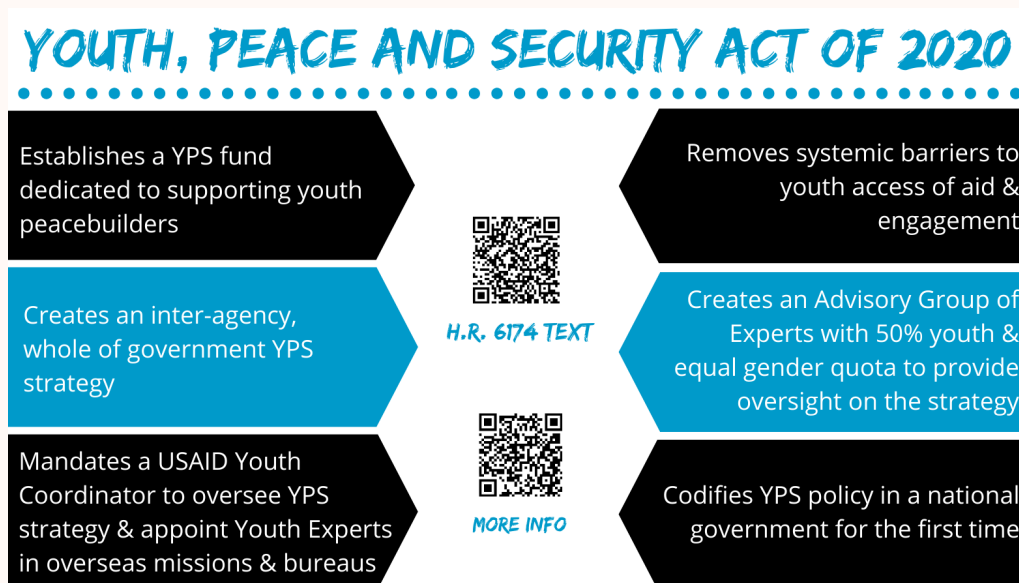 YOUTH, PEACE AND SECURITY ACT OF 2020
Establishes a YPS fund
dedicated to supporting youth
peacebuilders
Creates an inter-agency,
whole of government YPS
strategy
Mandates a USAID Youth
Coordinator to oversee YPS
strategy & appoint Youth Experts
in overseas missions & bureaus
H.R. 6174 TEXT
MORE INFO
Removes systemic barriers to
youth access of aid &
engagement
Creates an Advisory Group of
Experts with 50% youth &
equal gender quota to provide
oversight on the strategy
Codifies YPS policy in a national
government for the first time